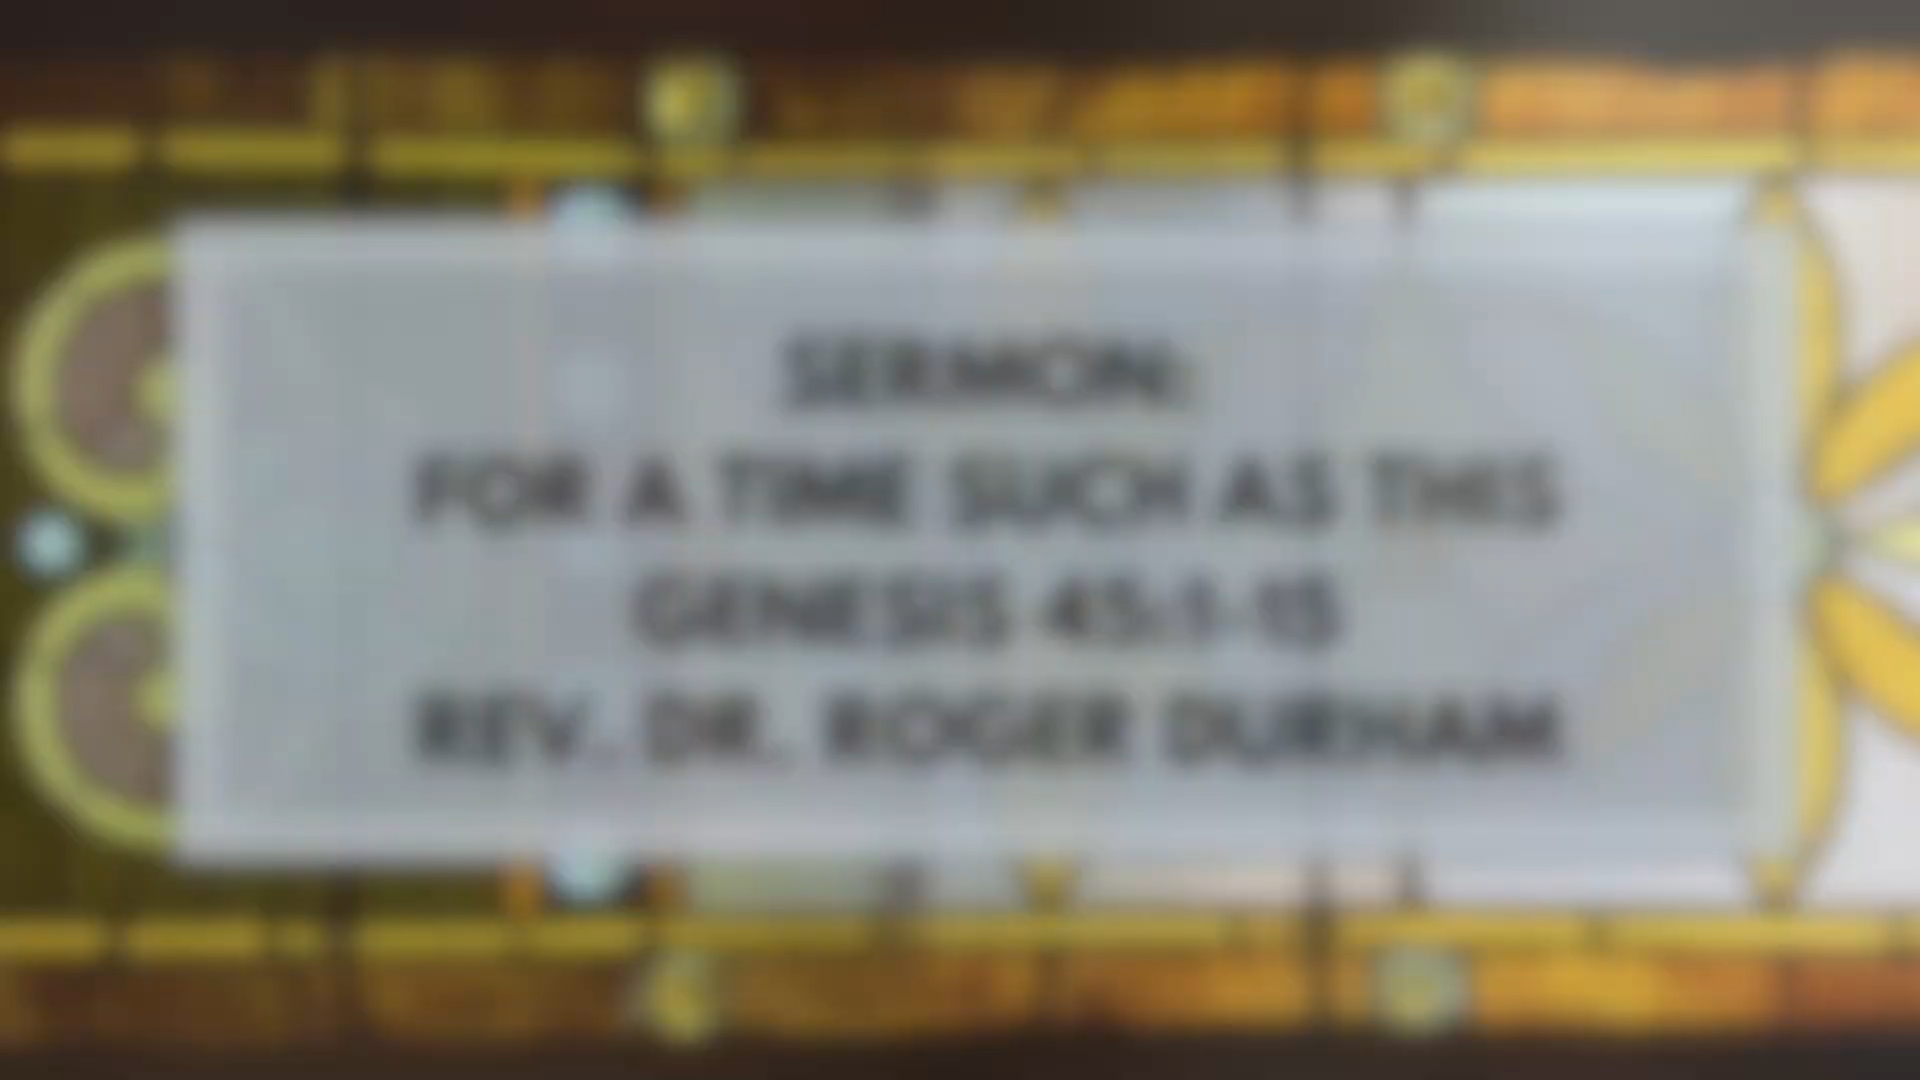 SERMON:
FOR A TIME SUCH AS THIS
GENESIS 45:1-15
REV. DR. ROGER DURHAM